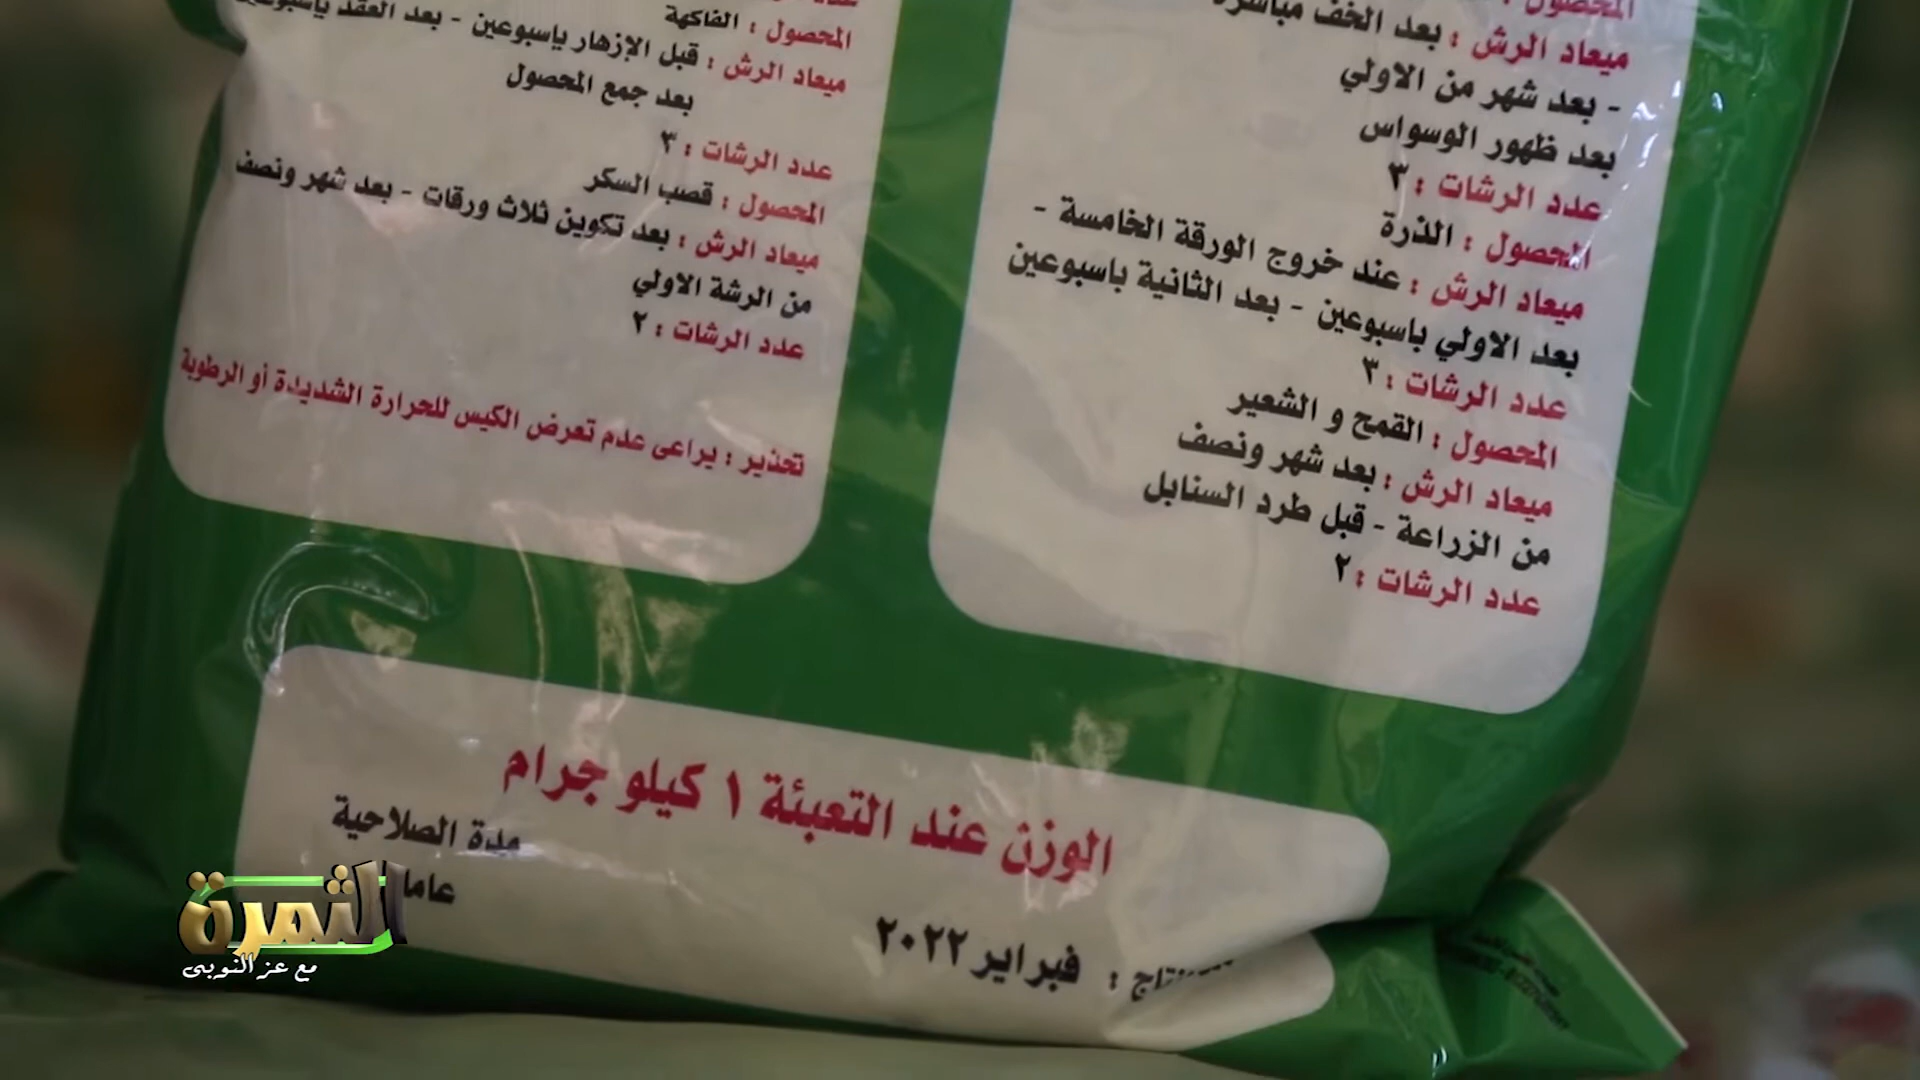 المحصول :
ميعاد الرش : بعد الخف مباشرة
- بعد شهر من الاولي
بعد ظهور الوسواس
عدد الرشات : ٣
المحصول : الذرة
ميعاد الرش : عند خروج الورقة الخامسة -
بعد الاولي باسبوعين - بعد الثانية باسبوعين
عدد الرشات : ٣
المحصول : القمح و الشعير
ميعاد الرش : بعد شهر ونصف
من الزراعة - قبل طرد السنابل
عدد الرشات : ٢
المحصول : الفاكهة
ميعاد الرش : قبل الإزهار بإسبوعين - بعد العقد بإسبوعين
بعد جمع المحصول
عدد الرشات : ٣
المحصول : قصب السكر
ميعاد الرش : بعد تكوين ثلاث ورقات - بعد شهر ونصف
من الرشة الاولي
عدد الرشات : ٢
تحذير : يراعى عدم تعرض الكيس للحرارة الشديدة أو الرطوبة
الوزن عند التعبئة ١ كيلو جرام
مدة الصلاحية
: فبراير ٢٠٢٢
الثمرة
مع عز النوبى